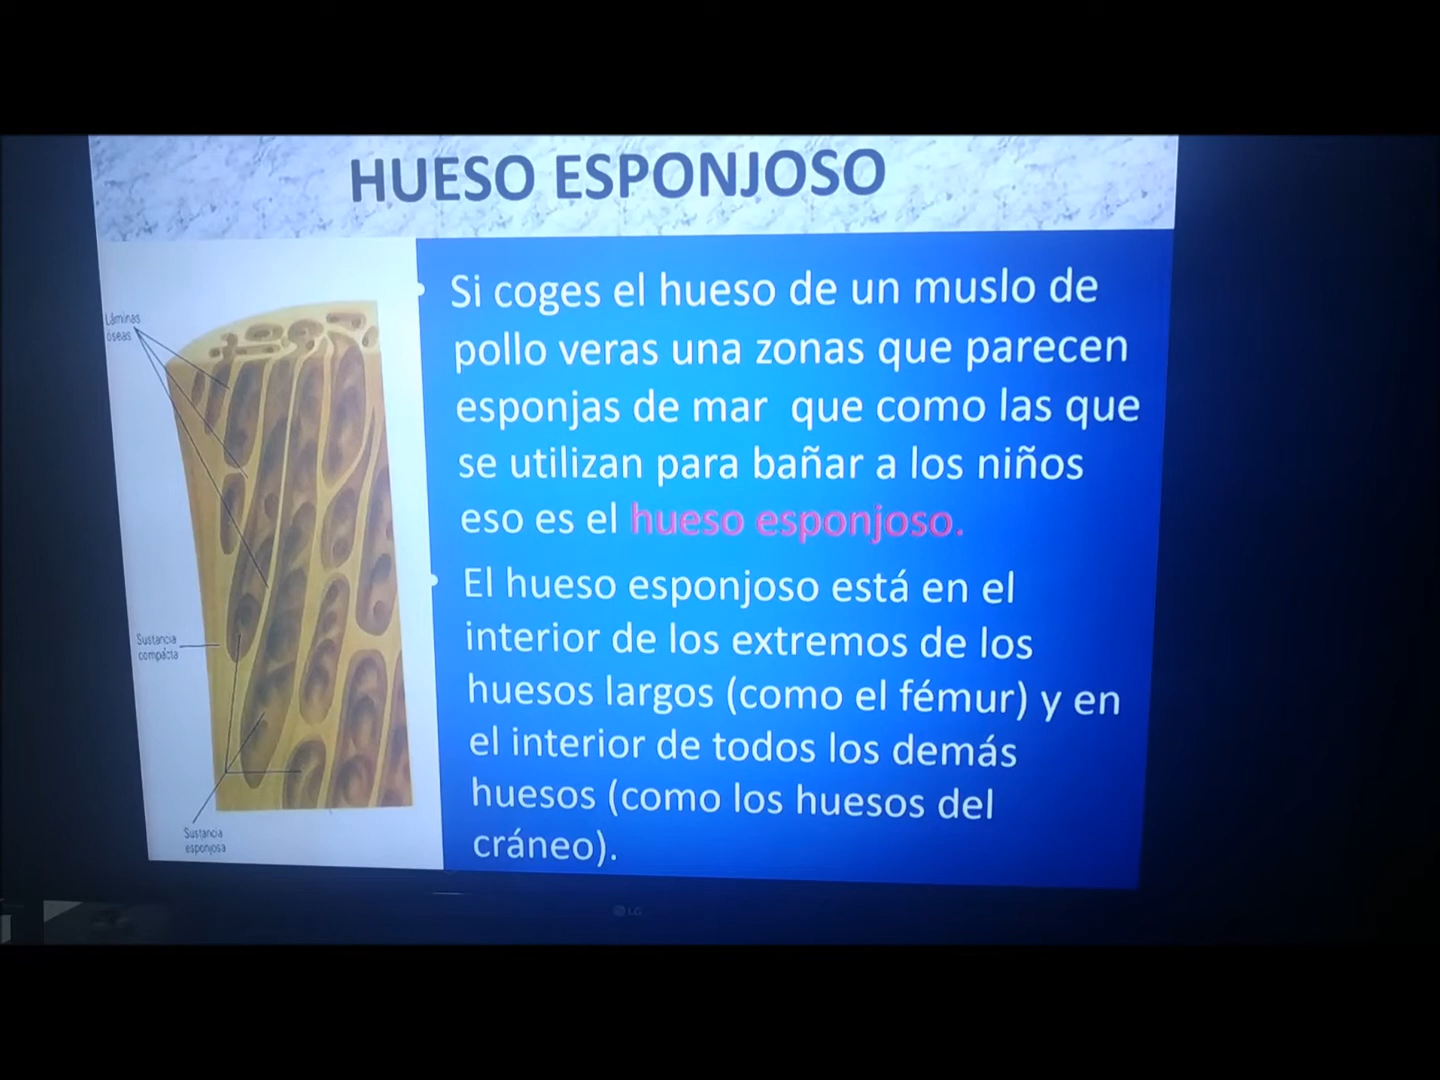 HUESO ESPONJOSO
Láminas
óseas
Sustancia
compacta
Sustancia
esponjosa
• Si coges el hueso de un muslo de
pollo veras una zonas que parecen
esponjas de mar que como las que
se utilizan para bañar a los niños
eso es el hueso esponjoso.
• El hueso esponjoso está en el
interior de los extremos de los
huesos largos (como el fémur) y en
el interior de todos los demás
huesos (como los huesos del
cráneo).
LG